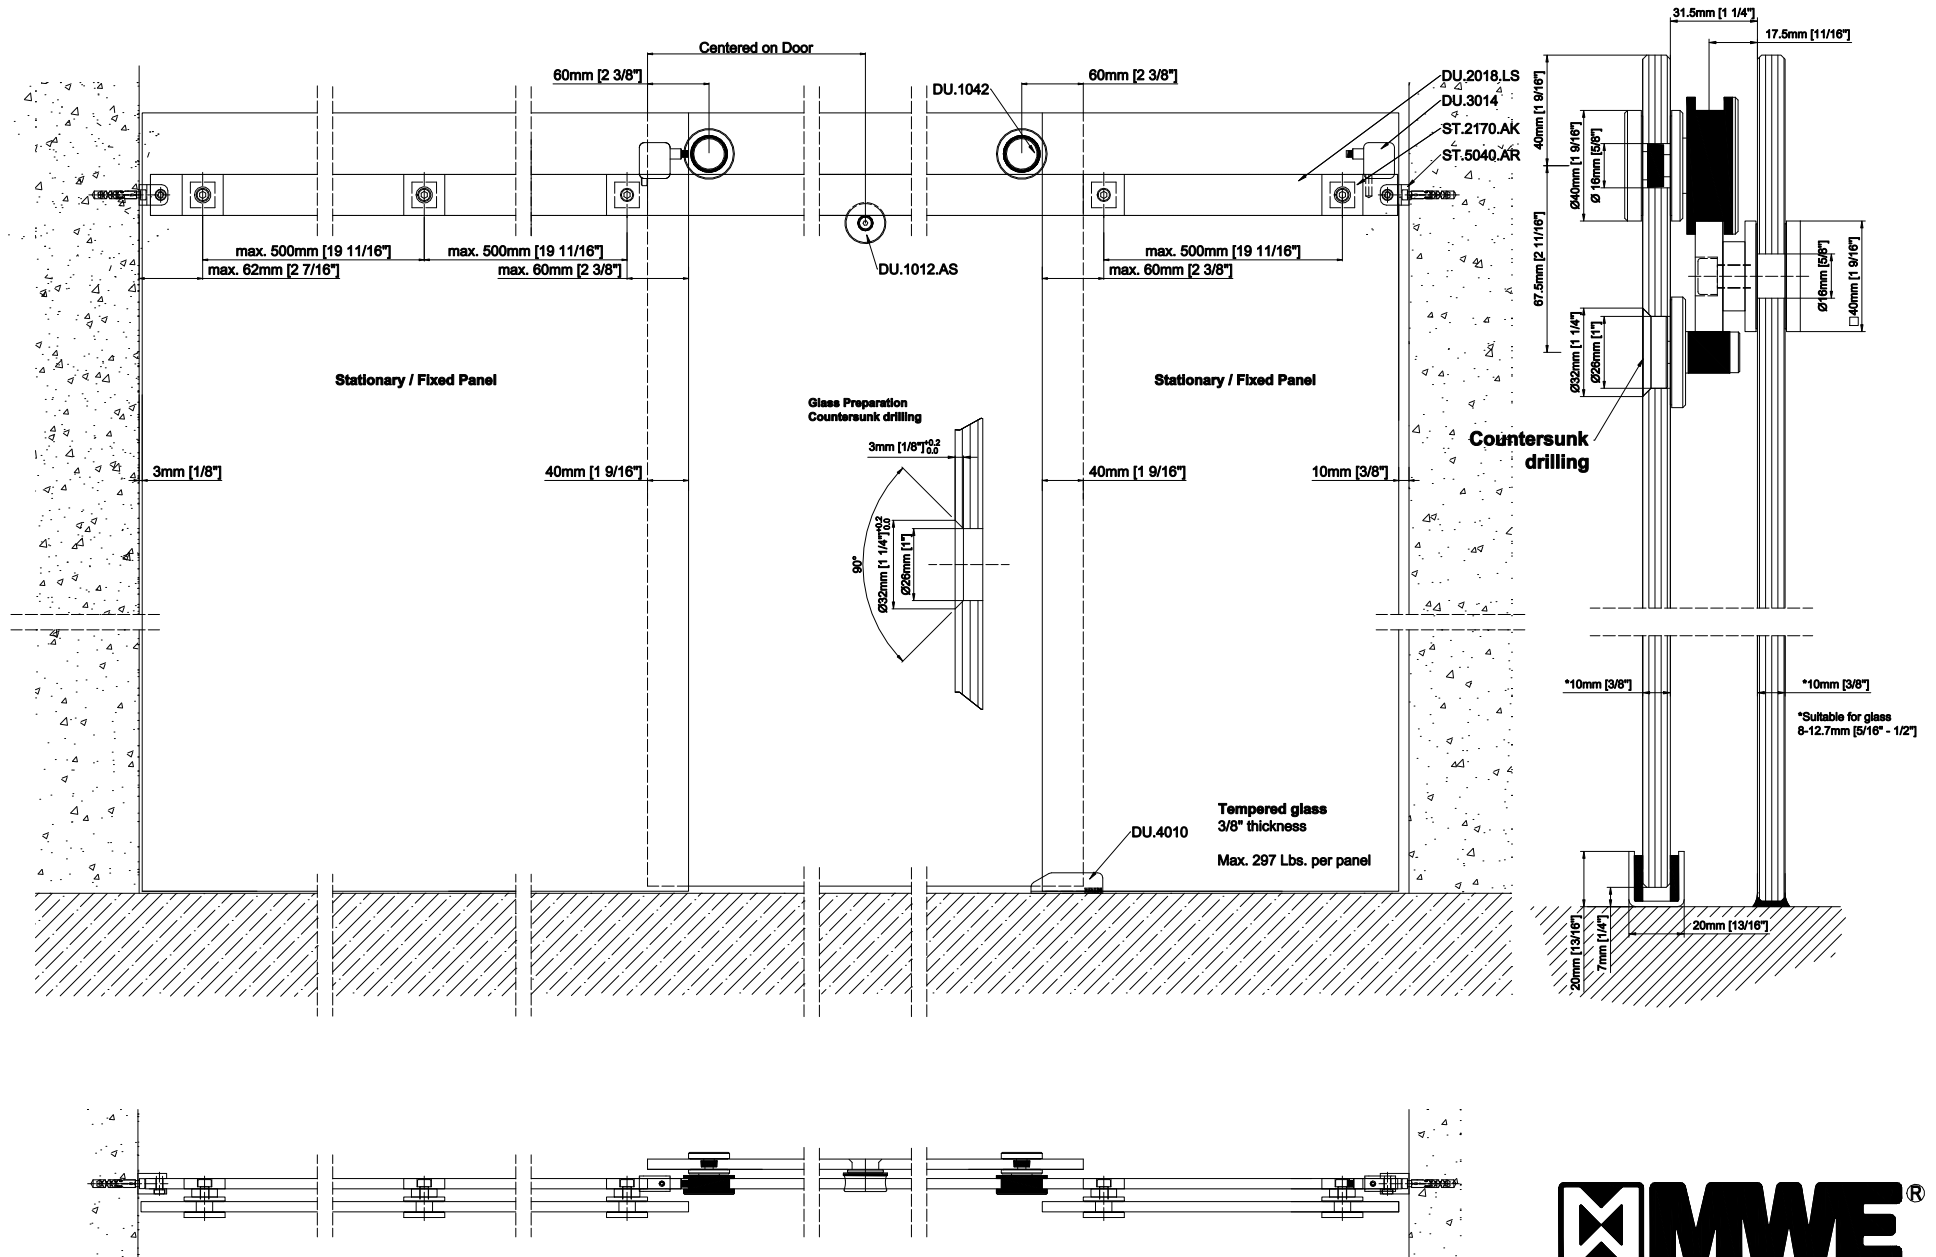 31.5mm [1 1/4"]
17.5mm [11/16"]
Centered on Door
60mm [2 3/8"]
60mm [2 3/8"]
DU.1042
DU.2018.LS
DU.3014
ST.2170.AK
ST.5040.AR
40mm [1 9/16"]
Ø40mm [1 9/16"]
Ø 16mm [5/8"]
max. 500mm [19 11/16"]
max. 500mm [19 11/16"]
max. 500mm [19 11/16"]
max. 62mm [2 7/16"]
max. 60mm [2 3/8"]
DU.1012.AS
max. 60mm [2 3/8"]
67.5mm [2 11/16"]
Ø16mm [5/8"]
□40mm [1 9/16"]
Ø32mm [1 1/4"]
Ø26mm [1"]
Stationary / Fixed Panel
Stationary / Fixed Panel
Glass Preparation
Countersunk drilling
3mm [1/8"] +0.2 0.0
Countersunk
drilling
3mm [1/8"]
40mm [1 9/16"]
40mm [1 9/16"]
10mm [3/8"]
90°
Ø32mm [1 1/4"] +0.2 0.0
Ø26mm [1"]
*10mm [3/8"]
*10mm [3/8"]
*Suitable for glass
8-12.7mm [5/16" - 1/2"]
Tempered glass
3/8" thickness
DU.4010
Max. 297 Lbs. per panel
20mm [13/16"]
7mm [1/4"]
20mm [13/16"]
MWE®